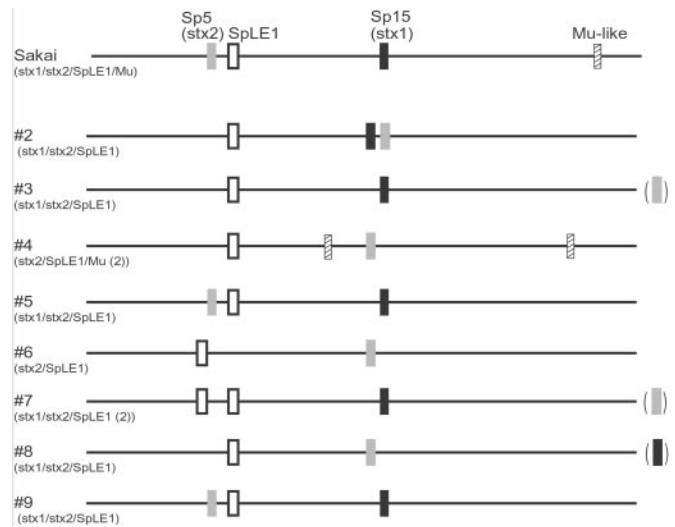 Sp5 Sp15
(stx2) SpLE1 (stx1) Mu-like
Sakai
(stx1/stx2/SpLE1/Mu)
#2
(stx1/stx2/SpLE1)
#3
(stx1/stx2/SpLE1)
( )
#4
(stx2/SpLE1/Mu (2))
#5
(stx1/stx2/SpLE1)
#6
(stx2/SpLE1)
#7
(stx1/stx2/SpLE1 (2))
( )
#8
(stx1/stx2/SpLE1)
( )
#9
(stx1/stx2/SpLE1)